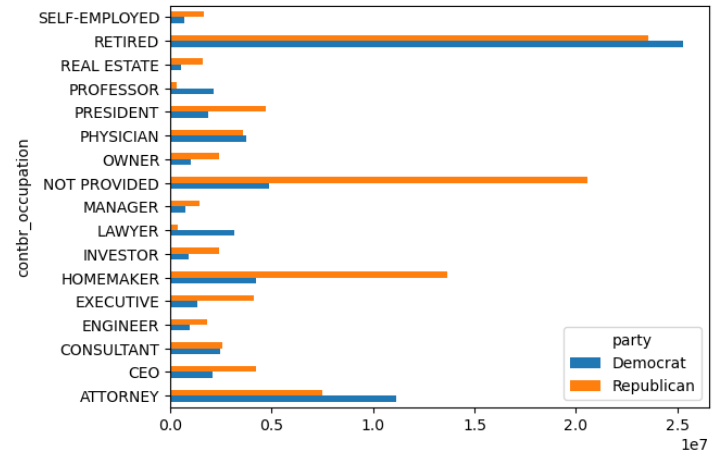 SELF-EMPLOYED
RETIRED
REAL ESTATE
PROFESSOR
PRESIDENT
PHYSICIAN
OWNER
NOT PROVIDED
MANAGER
LAWYER
INVESTOR
HOMEMAKER
EXECUTIVE
ENGINEER
CONSULTANT
CEO
ATTORNEY
contbr_occupation
party
Democrat
Republican
0.0 0.5 1.0 1.5 2.0 2.5
1e7